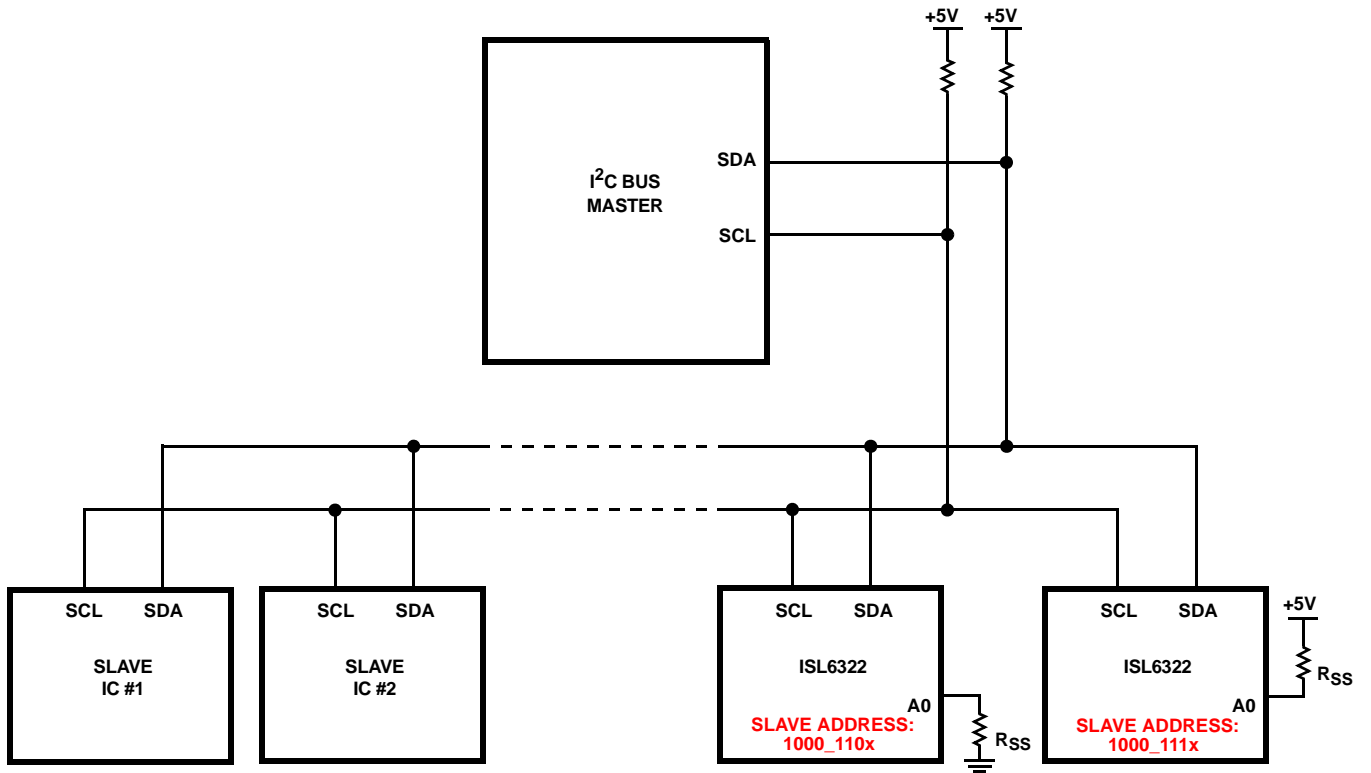 +5V +5V
SDA
I²C BUS
MASTER
SCL
SCL SDA
SLAVE
IC #1
SCL SDA
SLAVE
IC #2
SCL SDA
ISL6322
A0
SLAVE ADDRESS:
1000_110x
RSS
SCL SDA
ISL6322
A0
SLAVE ADDRESS:
1000_111x
+5V
RSS